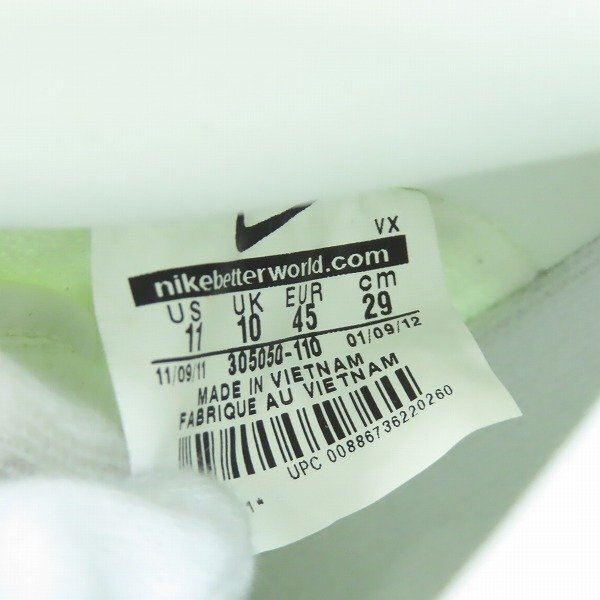 VX
nikebetterworld.com
US UK EUR cm
11 10 45 29
11/09/11 305050-110 01/09/12
MADE IN VIETNAM
FABRIQUE AU VIETNAM
UPC 00886736220260
1*